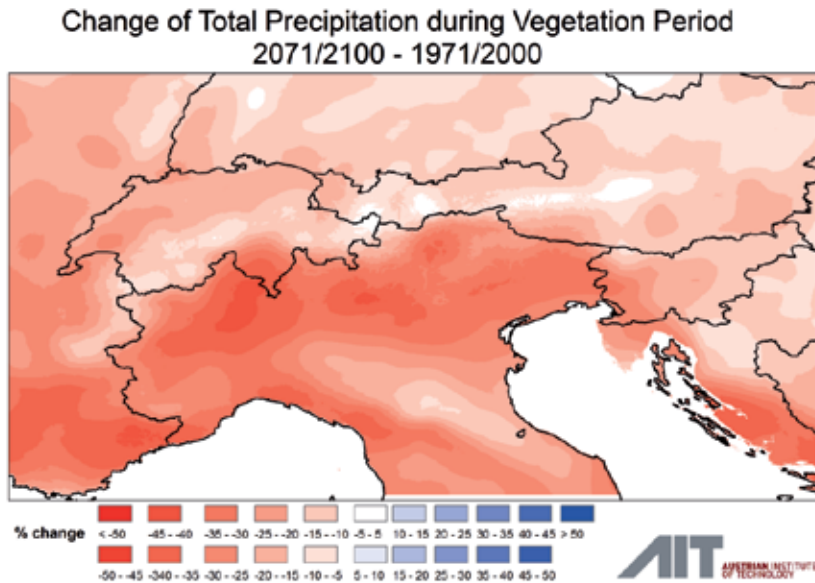 Change of Total Precipitation during Vegetation Period
2071/2100 - 1971/2000
% change
< -50 -45 - -40 -35 - -30 -25 - -20 -15 - -10 -5 - 5 10 - 15 20 - 25 30 - 35 40 - 45 > 50
-50 - -45 -340 - -35 -30 - -25 -20 - -15 -10 - -5 5 - 10 15 - 20 25 - 30 35 - 40 45 - 50
AIT AUSTRIAN INSTITUTE
OF TECHNOLOGY